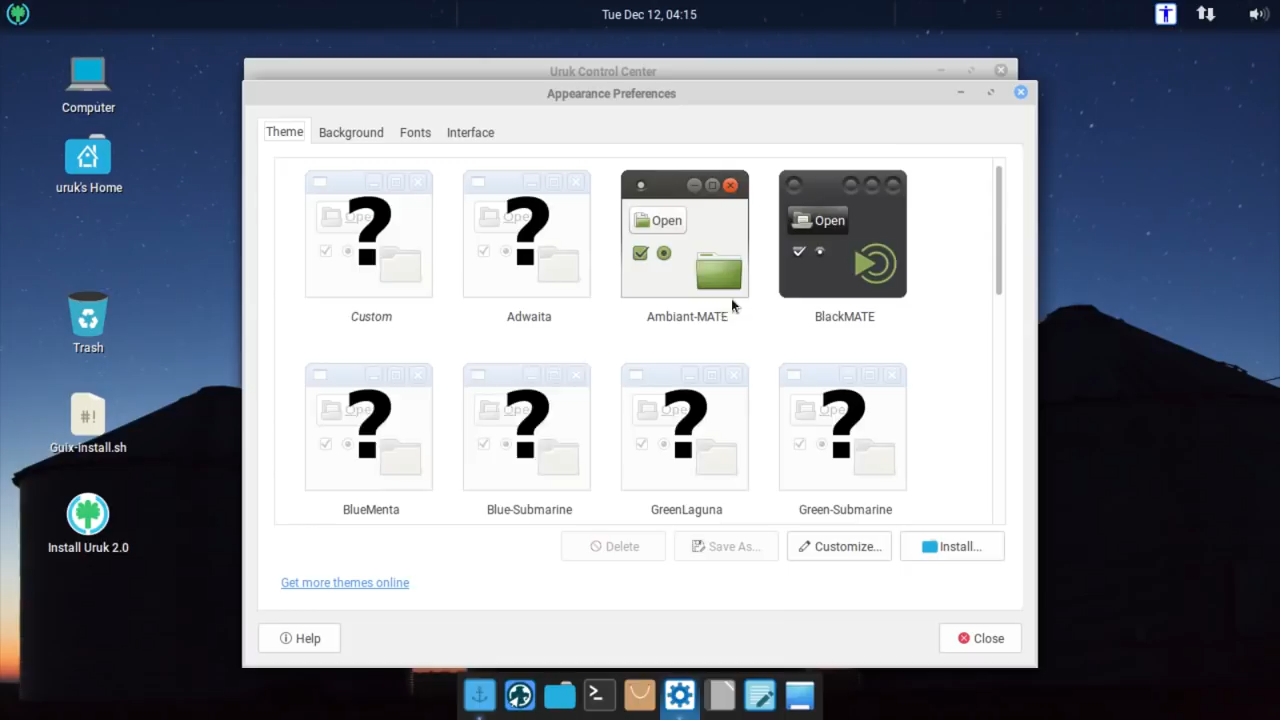 Tue Dec 12, 04:15
Computer
uruk's Home
Trash
#!
Guix-Install.sh
Install Uruk 2.0
Uruk Control Center
Appearance Preferences
Theme Background Fonts Interface
Open Open
Custom Adwaita Ambiant-MATE BlackMATE
BlueMenta Blue-Submarine GreenLaguna Green-Submarine
Delete Save As... Customize... Install...
Get more themes online
Help Close